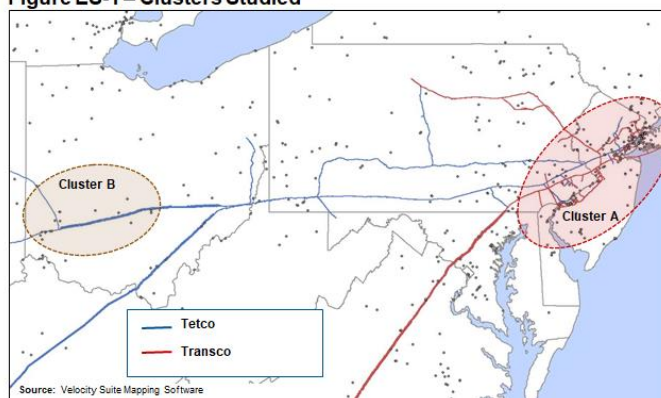 Figure ES-1 – Clusters Studied
Cluster B
Cluster A
Tetco
Transco
Source: Velocity Suite Mapping Software